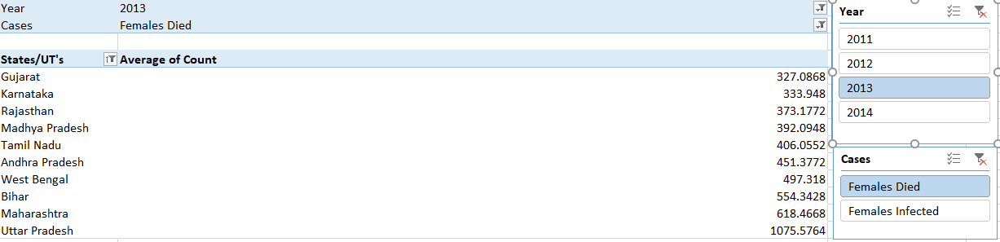 Year 2013
Cases Females Died
States/UT's Average of Count
Gujarat 327.0868
Karnataka 333.948
Rajasthan 373.1772
Madhya Pradesh 392.0948
Tamil Nadu 406.0552
Andhra Pradesh 451.3772
West Bengal 497.318
Bihar 554.3428
Maharashtra 618.4668
Uttar Pradesh 1075.5764
Year
2011
2012
2013
2014
Cases
Females Died
Females Infected